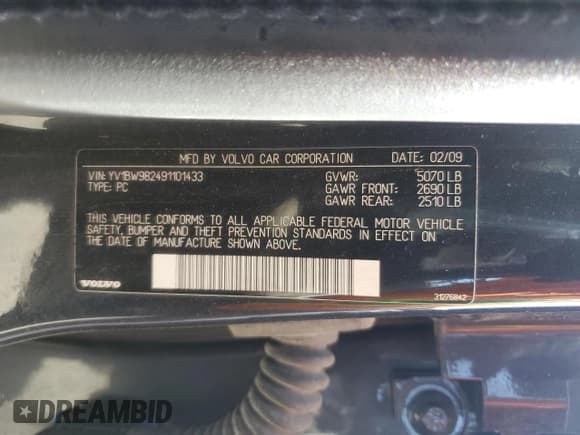 MFD BY VOLVO CAR CORPORATION DATE: 02/09
VIN: YV1BW982491101433 GVWR: 5070 LB
TYPE: PC GAWR FRONT: 2690 LB
GAWR REAR: 2510 LB
THIS VEHICLE CONFORMS TO ALL APPLICABLE FEDERAL MOTOR VEHICLE
SAFETY, BUMPER AND THEFT PREVENTION STANDARDS IN EFFECT ON
THE DATE OF MANUFACTURE SHOWN ABOVE.
VOLVO 31276842
DREAMBID